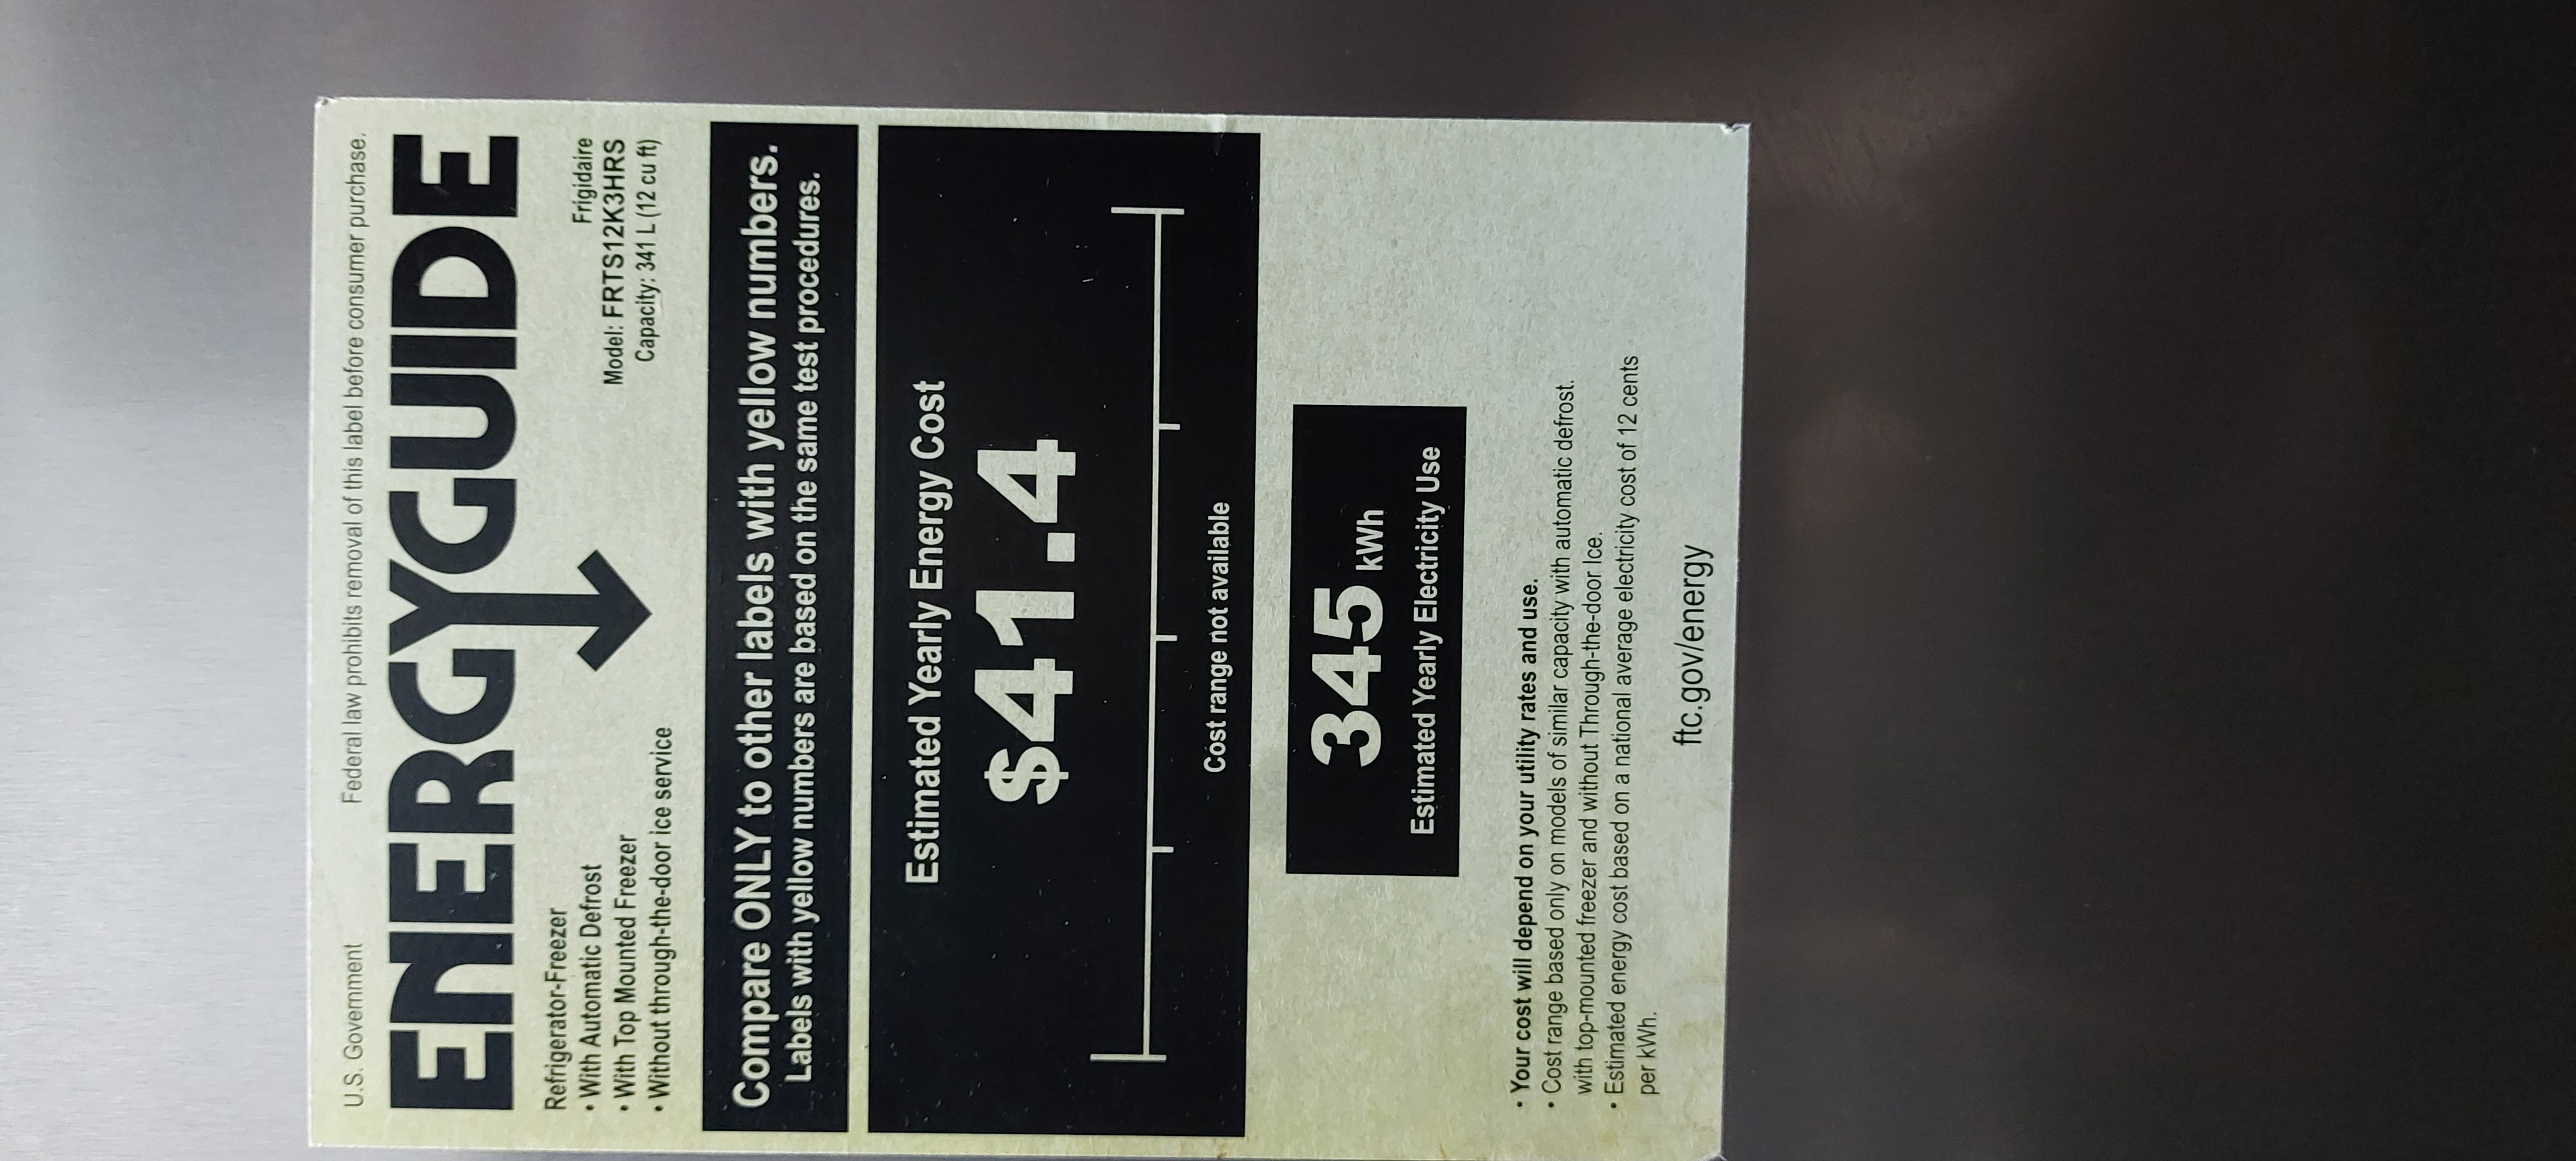 U.S. Government Federal law prohibits removal of this label before consumer purchase.
ENERGYGUIDE
Refrigerator-Freezer
• With Automatic Defrost
• With Top Mounted Freezer
• Without through-the-door ice service
Frigidaire
Model: FRTS12K3HRS
Capacity: 341 L (12 cu ft)
Compare ONLY to other labels with yellow numbers.
Labels with yellow numbers are based on the same test procedures.
Estimated Yearly Energy Cost
$41.4
Cost range not available
345 kWh
Estimated Yearly Electricity Use
• Your cost will depend on your utility rates and use.
• Cost range based only on models of similar capacity with automatic defrost.
with top-mounted freezer and without Through-the-door Ice.
• Estimated energy cost based on a national average electricity cost of 12 cents
per kWh.
ftc.gov/energy